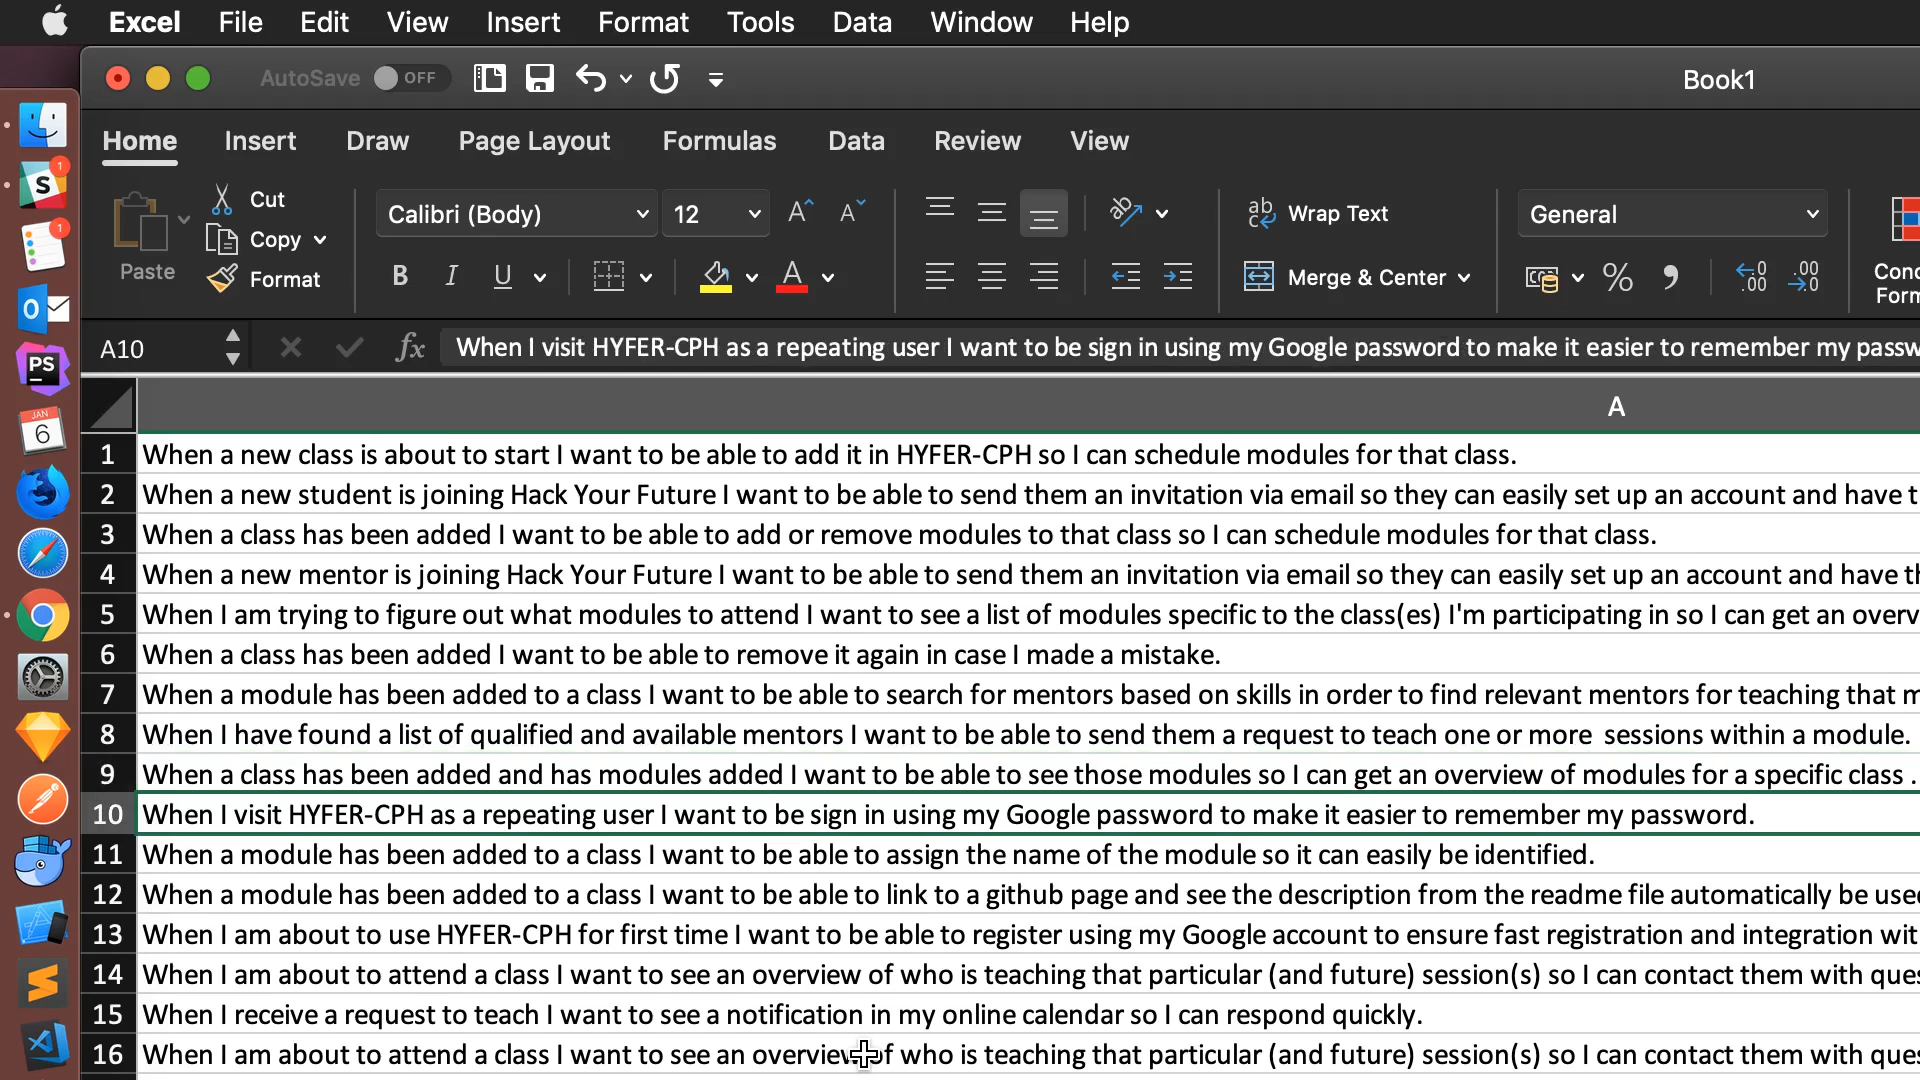 Excel File Edit View Insert Format Tools Data Window Help
AutoSave OFF Book1
Home Insert Draw Page Layout Formulas Data Review View
Paste Cut Copy Format
Calibri (Body) 12 A A
B I U A
ab Wrap Text
Merge & Center
General
% .0 .00 .00 .0
Cond
Form
A10 fx When I visit HYFER-CPH as a repeating user I want to be sign in using my Google password to make it easier to remember my passw
A
1 When a new class is about to start I want to be able to add it in HYFER-CPH so I can schedule modules for that class.
2 When a new student is joining Hack Your Future I want to be able to send them an invitation via email so they can easily set up an account and have t
3 When a class has been added I want to be able to add or remove modules to that class so I can schedule modules for that class.
4 When a new mentor is joining Hack Your Future I want to be able to send them an invitation via email so they can easily set up an account and have th
5 When I am trying to figure out what modules to attend I want to see a list of modules specific to the class(es) I'm participating in so I can get an overv
6 When a class has been added I want to be able to remove it again in case I made a mistake.
7 When a module has been added to a class I want to be able to search for mentors based on skills in order to find relevant mentors for teaching that m
8 When I have found a list of qualified and available mentors I want to be able to send them a request to teach one or more  sessions within a module.
9 When a class has been added and has modules added I want to be able to see those modules so I can get an overview of modules for a specific class .
10 When I visit HYFER-CPH as a repeating user I want to be sign in using my Google password to make it easier to remember my password.
11 When a module has been added to a class I want to be able to assign the name of the module so it can easily be identified.
12 When a module has been added to a class I want to be able to link to a github page and see the description from the readme file automatically be used
13 When I am about to use HYFER-CPH for first time I want to be able to register using my Google account to ensure fast registration and integration wit
14 When I am about to attend a class I want to see an overview of who is teaching that particular (and future) session(s) so I can contact them with ques
15 When I receive a request to teach I want to see a notification in my online calendar so I can respond quickly.
16 When I am about to attend a class I want to see an overview of who is teaching that particular (and future) session(s) so I can contact them with ques
S 1
1
O
PS
JAN
6